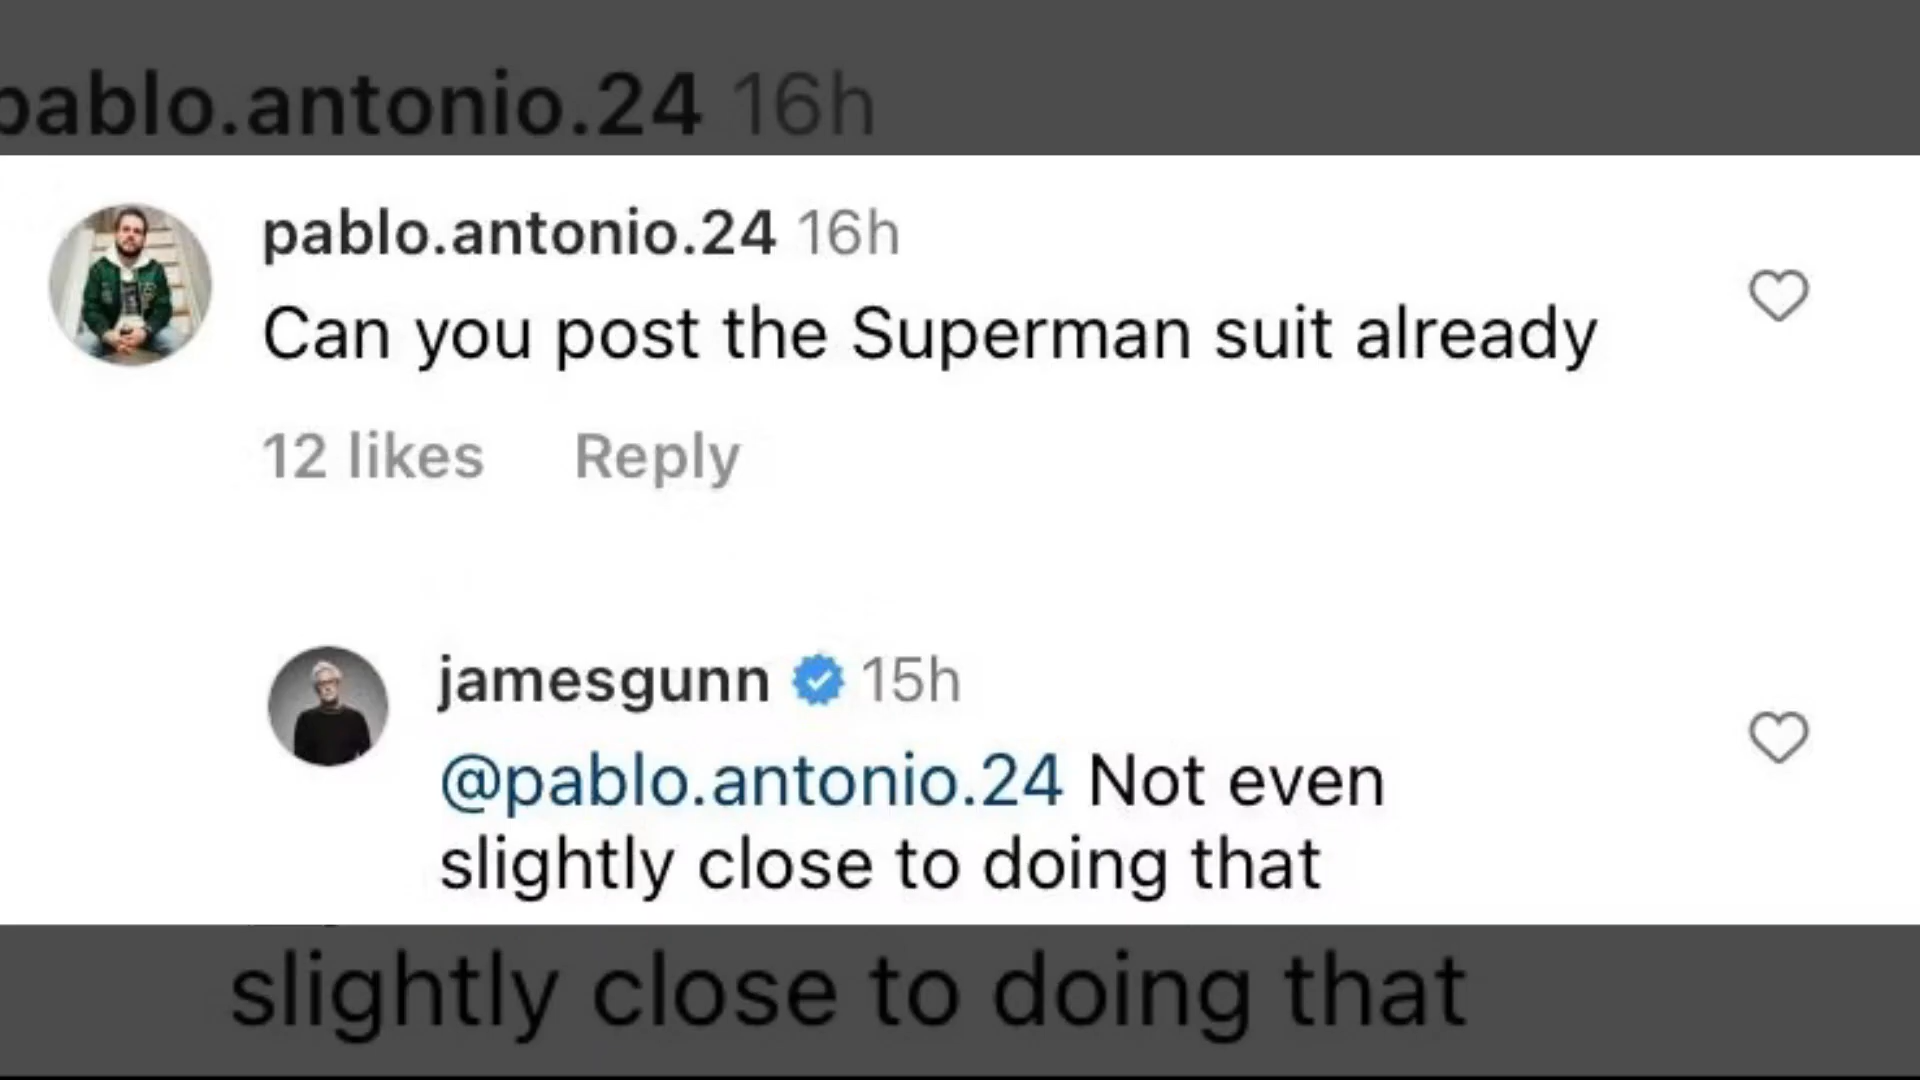 pablo.antonio.24 16h
pablo.antonio.24 16h
Can you post the Superman suit already
12 likes Reply
jamesgunn 15h
@pablo.antonio.24 Not even
slightly close to doing that
slightly close to doing that